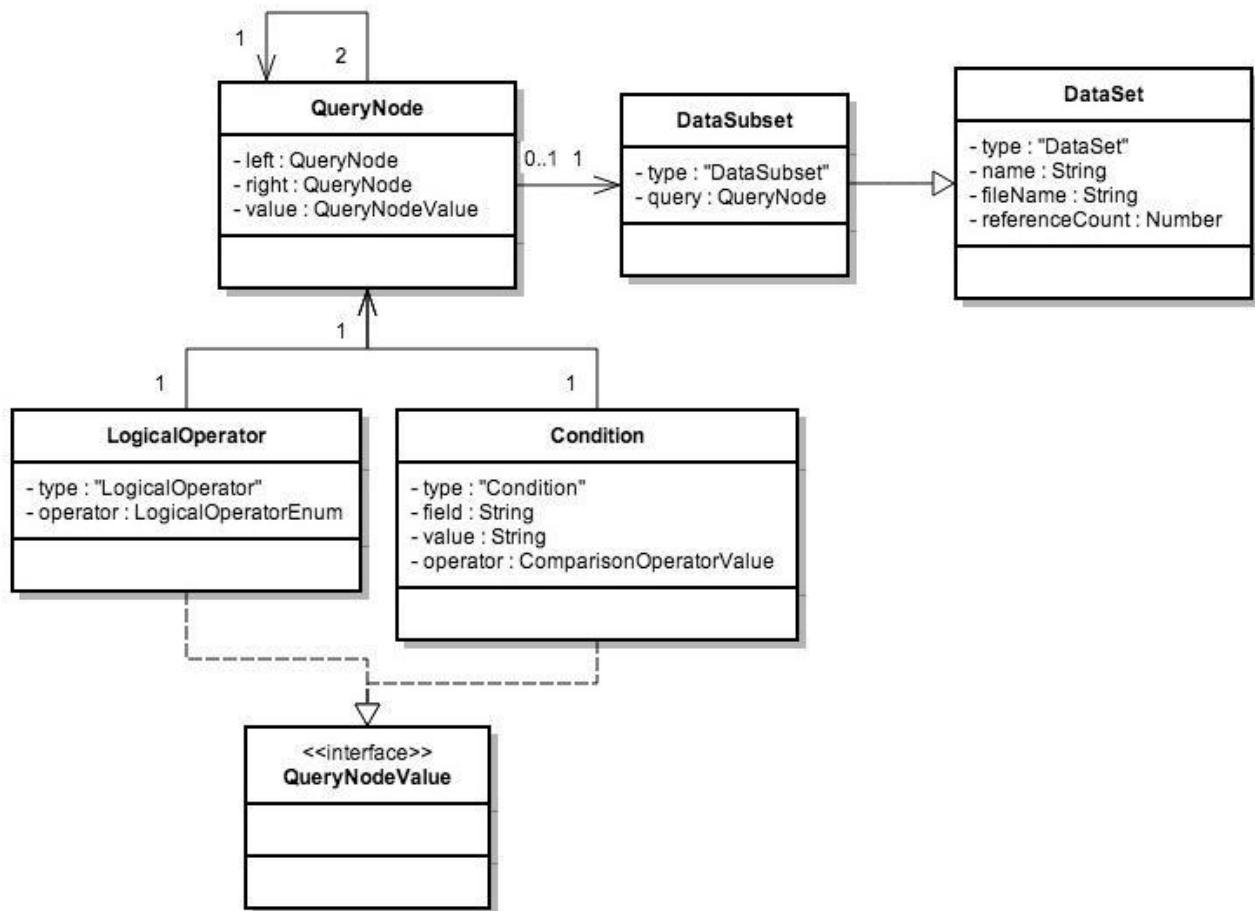 1
2
QueryNode
- left : QueryNode
- right : QueryNode
- value : QueryNodeValue
0..1 1
DataSubset
- type : "DataSubset"
- query : QueryNode
DataSet
- type : "DataSet"
- name : String
- fileName : String
- referenceCount : Number
1
1
1
LogicalOperator
- type : "LogicalOperator"
- operator : LogicalOperatorEnum
Condition
- type : "Condition"
- field : String
- value : String
- operator : ComparisonOperatorValue
<<interface>>
QueryNodeValue